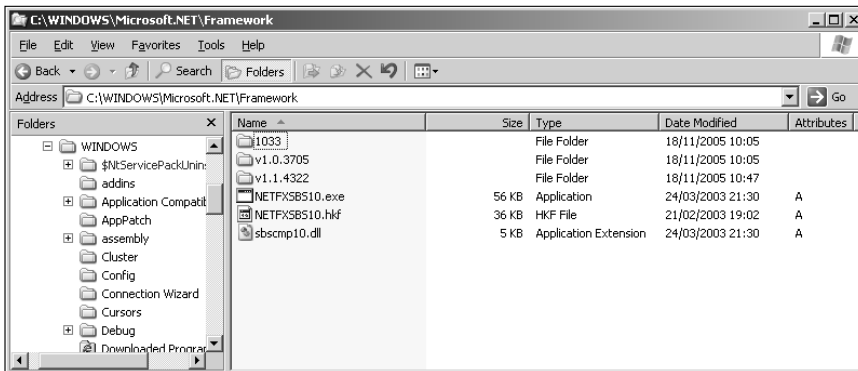 C:\WINDOWS\Microsoft.NET\Framework
File Edit View Favorites Tools Help
Back Search Folders
Address C:\WINDOWS\Microsoft.NET\Framework Go
Folders
WINDOWS
$NtServicePackUnin
addins
Application Compatib
AppPatch
assembly
Cluster
Config
Connection Wizard
Cursors
Debug
Downloaded Program
Name Size Type Date Modified Attributes
1033 File Folder 18/11/2005 10:05
v1.0.3705 File Folder 18/11/2005 10:05
v1.1.4322 File Folder 18/11/2005 10:47
NETFXSBS10.exe 56 KB Application 24/03/2003 21:30 A
NETFXSBS10.hkf 36 KB HKF File 21/02/2003 19:02 A
sbscmp10.dll 5 KB Application Extension 24/03/2003 21:30 A